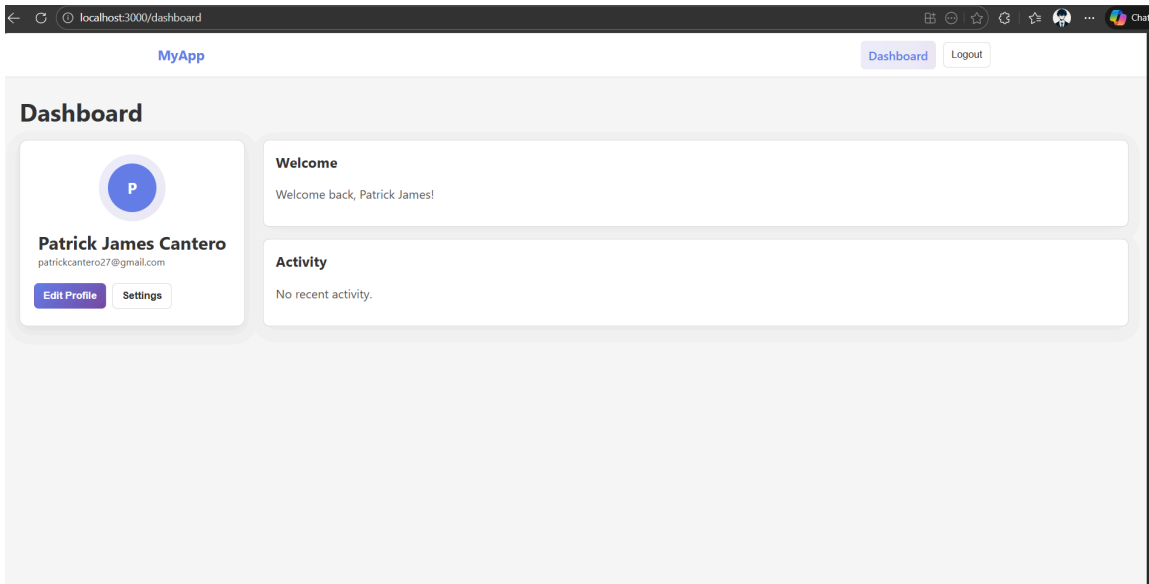 localhost:3000/dashboard
Chat
MyApp
Dashboard
Logout
Dashboard
P
Patrick James Cantero
patrickcantero27@gmail.com
Edit Profile
Settings
Welcome
Welcome back, Patrick James!
Activity
No recent activity.